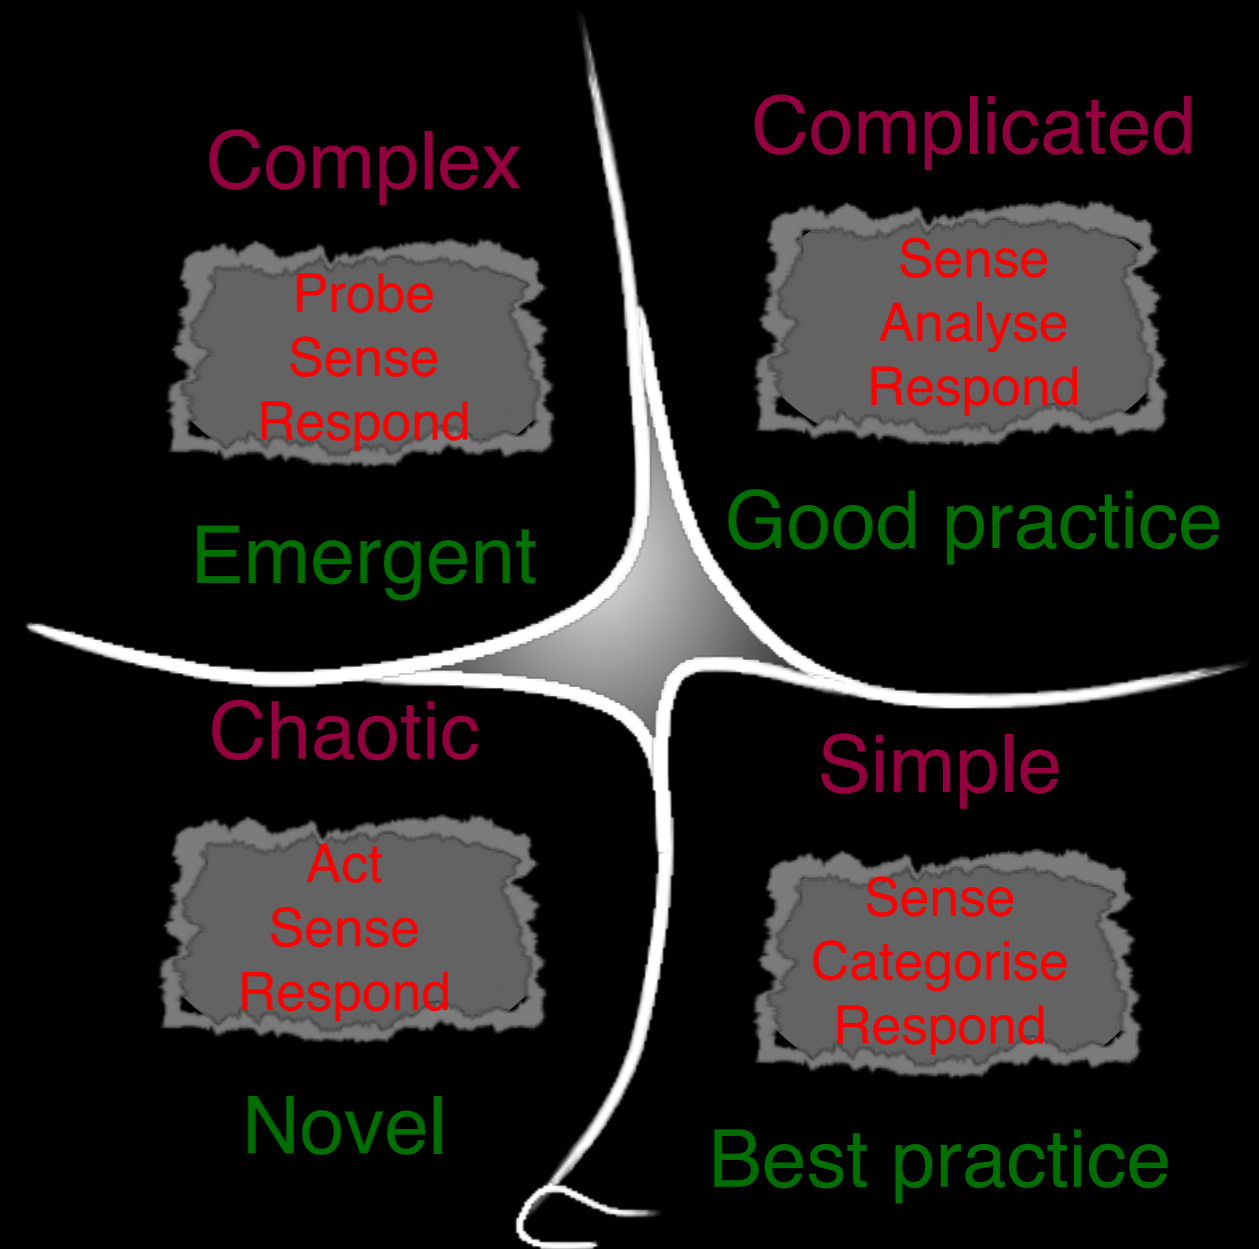 Complex
Probe
Sense
Respond
Emergent
Complicated
Sense
Analyse
Respond
Good practice
Chaotic
Act
Sense
Respond
Novel
Simple
Sense
Categorise
Respond
Best practice